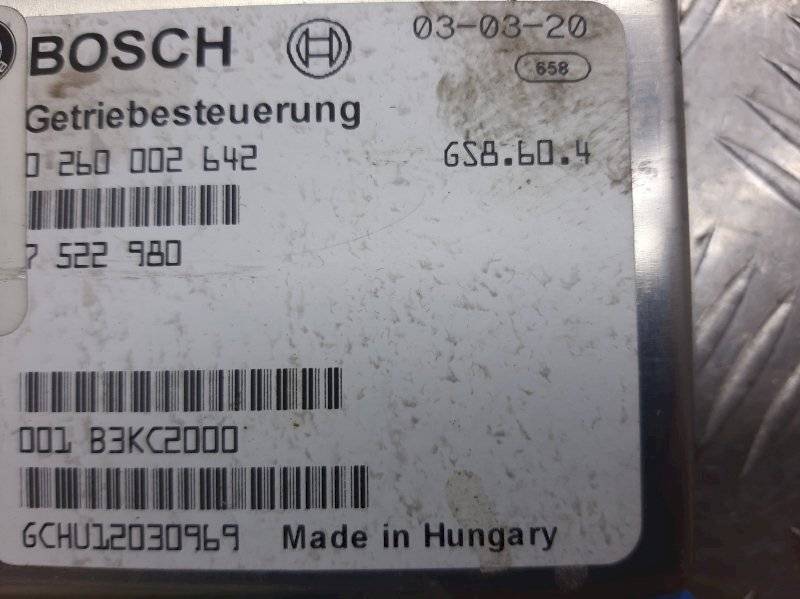 BOSCH 03-03-20
658
Getriebesteuerung
0 260 002 642 GS8.60.4
7 522 980
001 B3KC2000
GCHU12030969 Made in Hungary